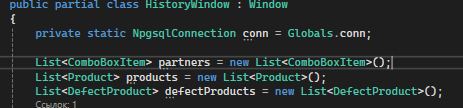 public partial class HistoryWindow : Window
{
private static NpgsqlConnection conn = Globals.conn;
List<ComboBoxItem> partners = new List<ComboBoxItem>();
List<Product> products = new List<Product>();
List<DefectProduct> defectProducts = new List<DefectProduct>();
Ссылок: 1